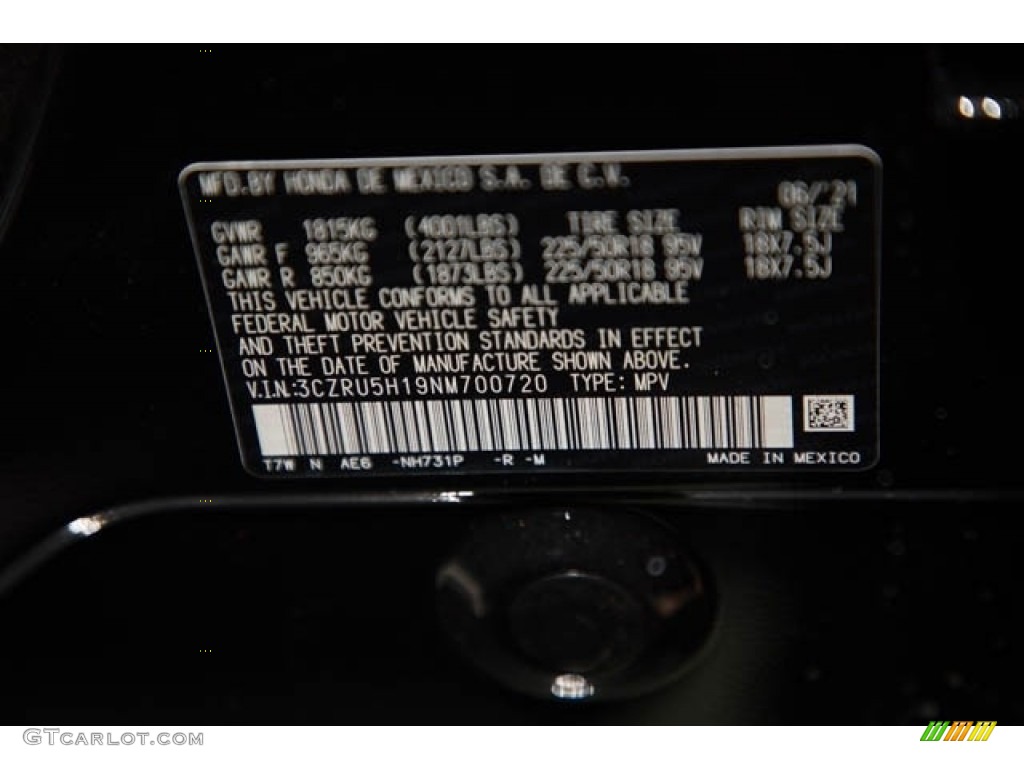 MFD.BY HONDA DE MEXICO S.A. DE C.V.
06/'21
GVWR 1815KG (4001LBS) TIRE SIZE RIM SIZE
GAWR F 965KG (2127LBS) 225/50R18 95V 18X7.5J
GAWR R 850KG (1873LBS) 225/50R18 95V 18X7.5J
THIS VEHICLE CONFORMS TO ALL APPLICABLE
FEDERAL MOTOR VEHICLE SAFETY
AND THEFT PREVENTION STANDARDS IN EFFECT
ON THE DATE OF MANUFACTURE SHOWN ABOVE.
V.I.N.:3CZRU5H19NM700720 TYPE: MPV
T7W N AE6 -NH731P -R -M MADE IN MEXICO
GTCarLot.com